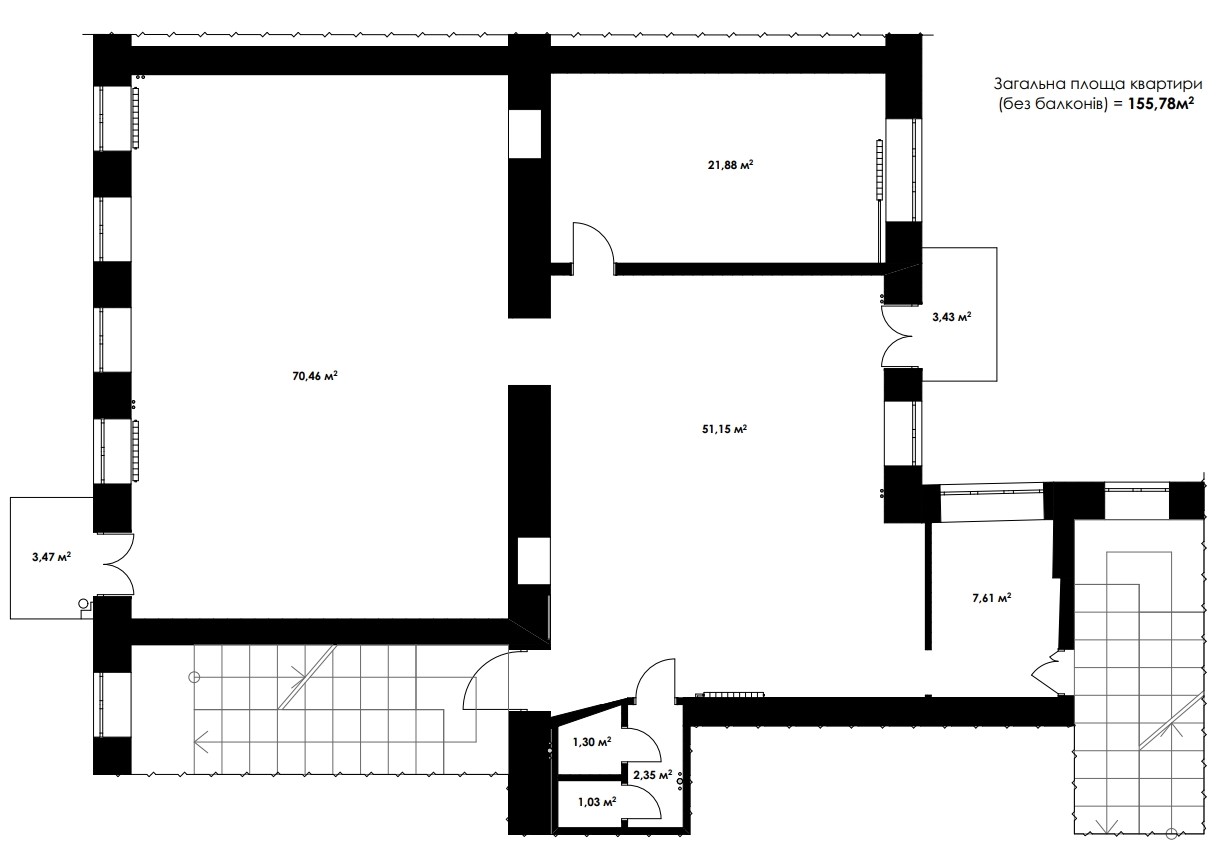 Загальна площа квартири
(без балконів) = 155,78м²
21,88 м²
3,43 м²
70,46 м²
51,15 м²
3,47 м²
7,61 м²
1,30 м²
2,35 м²
1,03 м²